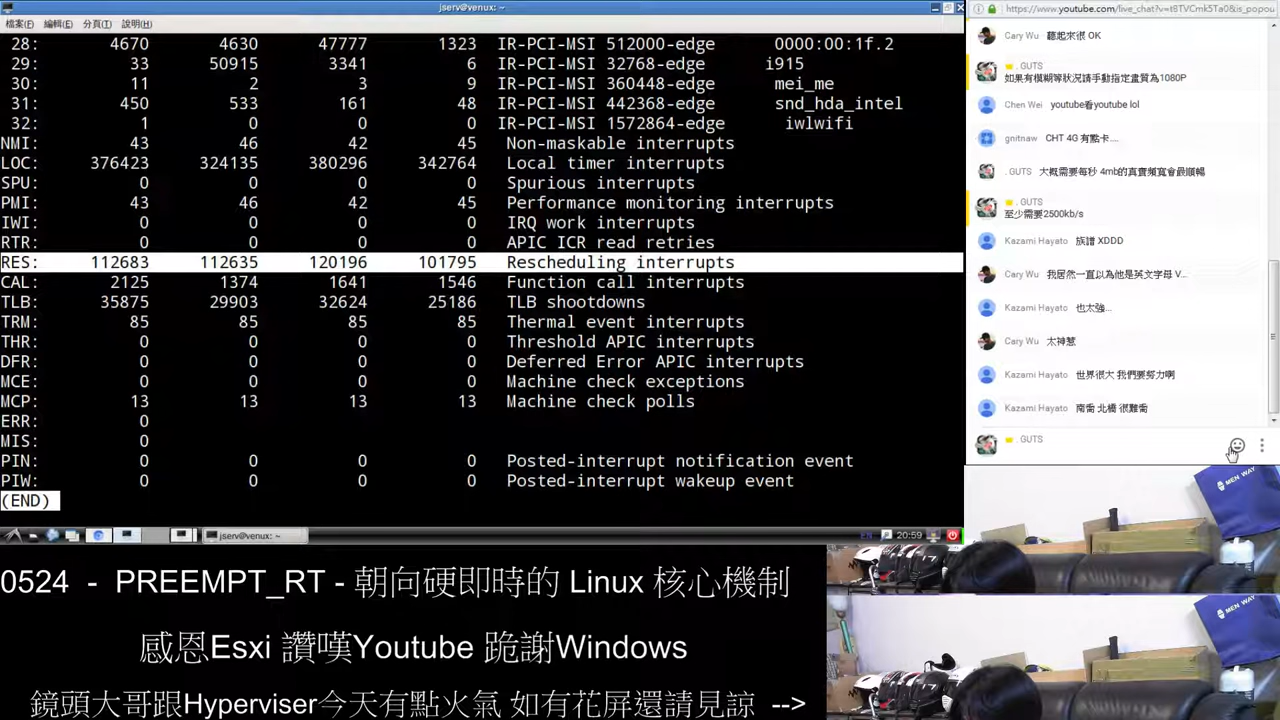 jserv@venux: ~
檔案(F) 編輯(E) 分頁(T) 說明(H)
28: 4670 4630 47777 1323 IR-PCI-MSI 512000-edge 0000:00:1f.2
29: 33 50915 3341 6 IR-PCI-MSI 32768-edge i915
30: 11 2 3 9 IR-PCI-MSI 360448-edge mei_me
31: 450 533 161 48 IR-PCI-MSI 442368-edge snd_hda_intel
32: 1 0 0 0 IR-PCI-MSI 1572864-edge iwlwifi
NMI: 43 46 42 45 Non-maskable interrupts
LOC: 376423 324135 380296 342764 Local timer interrupts
SPU: 0 0 0 0 Spurious interrupts
PMI: 43 46 42 45 Performance monitoring interrupts
IWI: 0 0 0 0 IRQ work interrupts
RTR: 0 0 0 0 APIC ICR read retries
RES: 112683 112635 120196 101795 Rescheduling interrupts
CAL: 2125 1374 1641 1546 Function call interrupts
TLB: 35875 29903 32624 25186 TLB shootdowns
TRM: 85 85 85 85 Thermal event interrupts
THR: 0 0 0 0 Threshold APIC interrupts
DFR: 0 0 0 0 Deferred Error APIC interrupts
MCE: 0 0 0 0 Machine check exceptions
MCP: 13 13 13 13 Machine check polls
ERR: 0
MIS: 0
PIN: 0 0 0 0 Posted-interrupt notification event
PIW: 0 0 0 0 Posted-interrupt wakeup event
(END)
jserv@venux: ~
EN 20:59
https://www.youtube.com/live_chat?v=t8TVCmk5Ta0&is_popou
Cary Wu 聽起來很 OK
. GUTS
如果有模糊等狀況請手動指定畫質為1080P
Chen Wei youtube看youtube lol
gnitnaw CHT 4G 有點卡....
. GUTS 大概需要每秒 4mb的真實頻寬會最順暢
. GUTS
至少需要2500kb/s
Kazami Hayato 族譜 XDDD
Cary Wu 我居然一直以為他是英文字母 V...
Kazami Hayato 也太強...
Cary Wu 太神惹
Kazami Hayato 世界很大 我們要努力啊
Kazami Hayato 南喬 北橋 很難喬
. GUTS
MEN WAY
0524 - PREEMPT_RT - 朝向硬即時的 Linux 核心機制
感恩Esxi 讚嘆Youtube 跪謝Windows
鏡頭大哥跟Hyperviser今天有點火氣 如有花屏還請見諒 -->